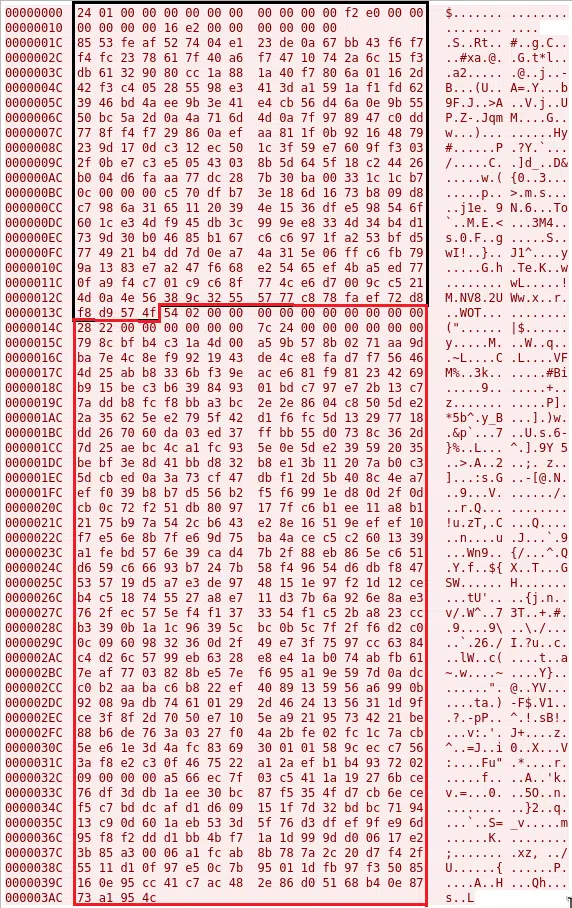 00000000 24 01 00 00 00 00 00 00 00 00 00 00 f2 e0 00 00 $....... ........
00000010 00 00 00 00 16 e2 00 00 00 00 00 00 ........ ....
0000001C 85 53 fe af 52 74 04 e1 23 de 0a 67 bb 43 f6 f7 .S..Rt.. #..g.C..
0000002C f4 fc 23 78 61 7f 40 a6 f7 47 10 74 2a 6c 15 f3 ..#xa.@. .G.t*l..
0000003C db 61 32 90 80 cc 1a 88 1a 40 f7 80 6a 01 16 2d .a2..... .@..j..-
0000004C 42 f3 c4 05 28 55 98 e3 41 3d a1 59 1a f1 fd 62 B...(U.. A=.Y...b
0000005C 39 46 bd 4a ee 9b 3e 41 e4 cb 56 d4 6a 0e 9b 55 9F.J..>A ..V.j..U
0000006C 50 bc 5a 2d 0a 4a 71 6d 4d 0a 7f 97 89 47 c0 dd P.Z-.Jqm M....G..
0000007C 77 8f f4 f7 29 86 0a ef aa 81 1f 0b 92 16 48 79 w...)... ......Hy
0000008C 23 9d 17 0d c3 12 ec 50 1c 3f 59 e7 60 9f f3 03 #......P .?Y.`...
0000009C 2f 0b e7 c3 e5 05 43 03 8b 5d 64 5f 18 c2 44 26 /.....C. .]d_..D&
000000AC b0 04 d6 fa aa 77 dc 28 7b 30 ba 00 33 1c 1c b7 .....w.( {0..3...
000000BC 0c 00 00 00 c5 70 df b7 3e 18 6d 16 73 b8 09 d8 .....p.. >.m.s...
000000CC c7 98 6a 31 65 11 20 39 4e 15 36 df e5 98 54 6f ..j1e. 9 N.6...To
000000DC 60 1c e3 4d f9 45 db 3c 99 9e e8 33 4d 34 b4 d1 `..M.E.< ...3M4..
000000EC 73 9d 30 b0 46 85 b1 67 c6 c6 97 1f a2 53 bf d5 s.0.F..g .....S..
000000FC 77 49 21 b4 dd 7d 0e a7 4a 31 5e 06 ff c6 fb 79 wI!..}.. J1^....y
0000010C 9a 13 83 e7 a2 47 f6 68 e2 54 65 ef 4b a5 ed 77 .....G.h .Te.K..w
0000011C 0f a9 f4 c7 01 c9 c6 8f 77 4c e6 d7 00 9c c5 21 ........ wL.....!
0000012C 4d 0a 4e 56 38 9c 32 55 57 77 c8 78 fa ef 72 d8 M.NV8.2U Ww.x..r.
0000013C f8 d9 57 4f 54 02 00 00 00 00 00 00 00 00 00 00 ..WOT... ........
0000014C 28 22 00 00 00 00 00 00 7c 24 00 00 00 00 00 00 ("...... |$......
0000015C 79 8c bf b4 c3 1a 4d 00 a5 9b 57 8b 02 71 aa 9d y.....M. ..W..q..
0000016C ba 7e 4c 8e f9 92 19 43 de 4c e8 fa d7 f7 56 46 .~L....C .L....VF
0000017C 4d 25 ab b8 33 6b f3 9e ac e6 81 f9 81 23 42 69 M%..3k.. .....#Bi
0000018C b9 15 be c3 b6 39 84 93 01 bd c7 97 e7 2b 13 c7 .....9.. .....+..
0000019C 7a dd b8 fc f8 bb a3 bc 2e 2e 86 04 c8 50 5d e2 z....... .....P].
000001AC 2a 35 62 5e e2 79 5f 42 d1 f6 fc 5d 13 29 77 18 *5b^.y_B ...].)w.
000001BC dd 26 70 60 da 03 ed 37 ff bb 55 d0 73 8c 36 2d .&p`...7 ..U.s.6-
000001CC 7d 25 ae bc 4c a1 fc 93 5e 0e 5d e2 39 59 20 35 }%..L... ^.].9Y 5
000001DC be bf 3e 8d 41 bd d8 32 b8 e1 3b 11 20 7a b0 c3 ..>.A..2 ..;. z..
000001EC 5d cb ed 0a 3a 73 cf 47 db f1 2d 5b 40 8c 4e a7 ]...:s.G ..-[@.N.
000001FC ef f0 39 b8 b7 d5 56 b2 f5 f6 99 1e d8 0d 2f 0d ..9...V. ....../.
0000020C cb 0c 72 f2 51 db 80 97 17 7f c6 b1 ee 11 a8 b1 ..r.Q... ........
0000021C 21 75 b9 7a 54 2c b6 43 e2 8e 16 51 9e ef ef 10 !u.zT,.C ...Q....
0000022C f7 e5 6e 8b 7f e6 9d 75 ba 4a ce c5 c2 60 13 39 ..n....u .J...`.9
0000023C a1 fe bd 57 6e 39 ca d4 7b 2f 88 eb 86 5e c6 51 ...Wn9.. {/...^.Q
0000024C d6 59 c6 66 93 b7 24 7b 58 f4 96 54 d6 db f8 47 .Y.f..${ X..T...G
0000025C 53 57 19 d5 a7 e3 de 97 48 15 1e 97 f2 1d 12 ce SW...... H.......
0000026C b4 c5 18 74 55 27 a8 e7 11 d3 7b 6a 92 6e 8a e3 ...tU'.. ..{j.n..
0000027C 76 2f ec 57 5e f4 f1 37 33 54 f1 c5 2b a8 23 cc v/.W^..7 3T..+.#.
0000028C b3 39 0b 1a 1c 96 39 5c bc 0b 5c 7f 2f f6 d2 c0 .9....9\ ..\./...
0000029C 0c 09 60 98 32 36 0d 2f 49 e7 3f 75 97 cc 63 84 ..`.26./ I.?u..c.
000002AC c4 d2 6c 57 99 eb 63 28 e8 e4 1a b0 74 ab fb 61 ..lW..c( ....t..a
000002BC 7e af 77 03 82 8b e5 7e f6 95 a1 9e 59 7d 0a dc ~.w....~ ....Y}..
000002CC c0 b2 aa ba c6 b8 22 ef 40 89 13 59 56 a6 99 0b ......". @..YV...
000002DC 92 08 9a db 74 61 01 29 2d 46 24 13 56 31 1d 9f ....ta.) -F$.V1..
000002EC ce 3f 8f 2d 70 50 e7 10 5e a9 21 95 73 42 21 be .?.-pP.. ^.!.sB!.
000002FC 88 b6 de 76 3a 03 27 f0 4a 2b fe 02 fc 1c 7a cb ...v:.'. J+....z.
0000030C 5e e6 1e 3d 4a fc 83 69 30 01 01 58 9c ec c7 56 ^..=J..i 0..X...V
0000031C 3a f8 e2 c3 0f 46 75 22 a1 2a ef b1 b4 93 72 02 :....Fu" .*....r.
0000032C 09 00 00 00 a5 66 ec 7f 03 c5 41 1a 19 27 6b ce .....f.. ..A..'k.
0000033C 76 df 3d db 1a ee 30 bc 87 f5 35 4f d7 cb 6e ce v.=...0. ..5O..n.
0000034C f5 c7 bd dc af d1 d6 09 15 1f 7d 32 bd bc 71 94 ........ ..}2..q.
0000035C 13 c9 0d 60 1a eb 53 3d 5f 76 d3 df ef 9f e9 6d ...`..S= _v.....m
0000036C 95 f8 f2 dd d1 bb 4b f7 1a 1d 99 9d d0 06 17 e2 ......K. ........
0000037C 3b 85 a3 00 06 a1 fc ab 8b 78 7a 2c 20 d7 f4 2f ;....... .xz, ../
0000038C 55 11 d1 0f 97 e5 0c 7b 95 01 1d fb 97 f3 50 85 U......{ ......P.
0000039C 16 0e 95 cc 41 c7 ac 48 2e 86 d0 51 68 b4 0e 87 ....A..H ...Qh...
000003AC 73 a1 95 4c s..L